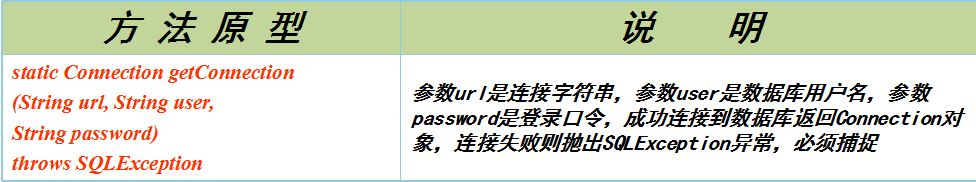 方 法 原 型
说 明
static Connection getConnection
(String url, String user,
String password)
throws SQLException
参数url是连接字符串，参数user是数据库用户名，参数
password是登录口令，成功连接到数据库返回Connection对
象，连接失败则抛出SQLException异常，必须捕捉